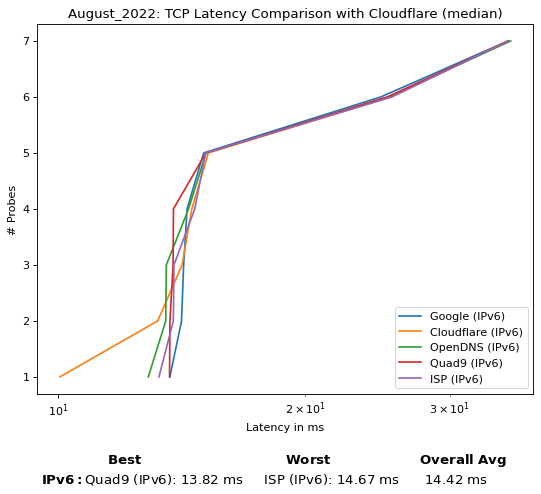 August_2022: TCP Latency Comparison with Cloudflare (median)
7
6
5
4
3
2
1
# Probes
Google (IPv6)
Cloudflare (IPv6)
OpenDNS (IPv6)
Quad9 (IPv6)
ISP (IPv6)
10¹ 2 × 10¹ 3 × 10¹
Latency in ms
Best Worst Overall Avg
IPv6: Quad9 (IPv6): 13.82 ms ISP (IPv6): 14.67 ms 14.42 ms